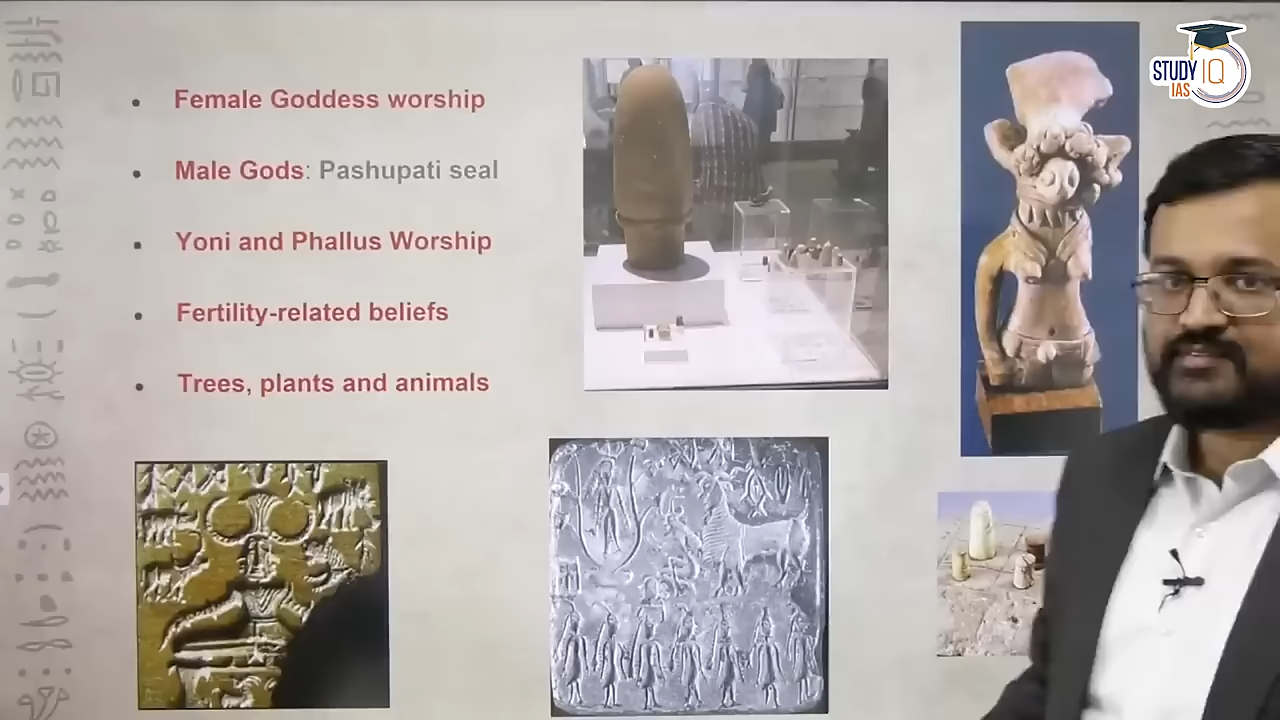 Female Goddess worship
Male Gods: Pashupati seal
Yoni and Phallus Worship
Fertility-related beliefs
Trees, plants and animals
STUDY IQ
IAS